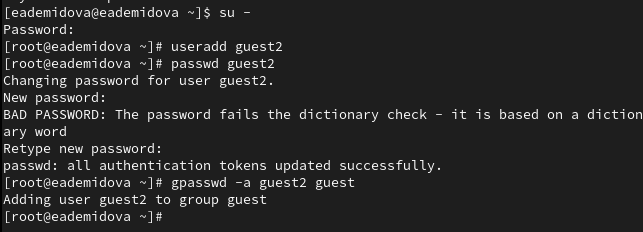 [eademidova@eademidova ~]$ su -
Password:
[root@eademidova ~]# useradd guest2
[root@eademidova ~]# passwd guest2
Changing password for user guest2.
New password:
BAD PASSWORD: The password fails the dictionary check - it is based on a diction
ary word
Retype new password:
passwd: all authentication tokens updated successfully.
[root@eademidova ~]# gpasswd -a guest2 guest
Adding user guest2 to group guest
[root@eademidova ~]#